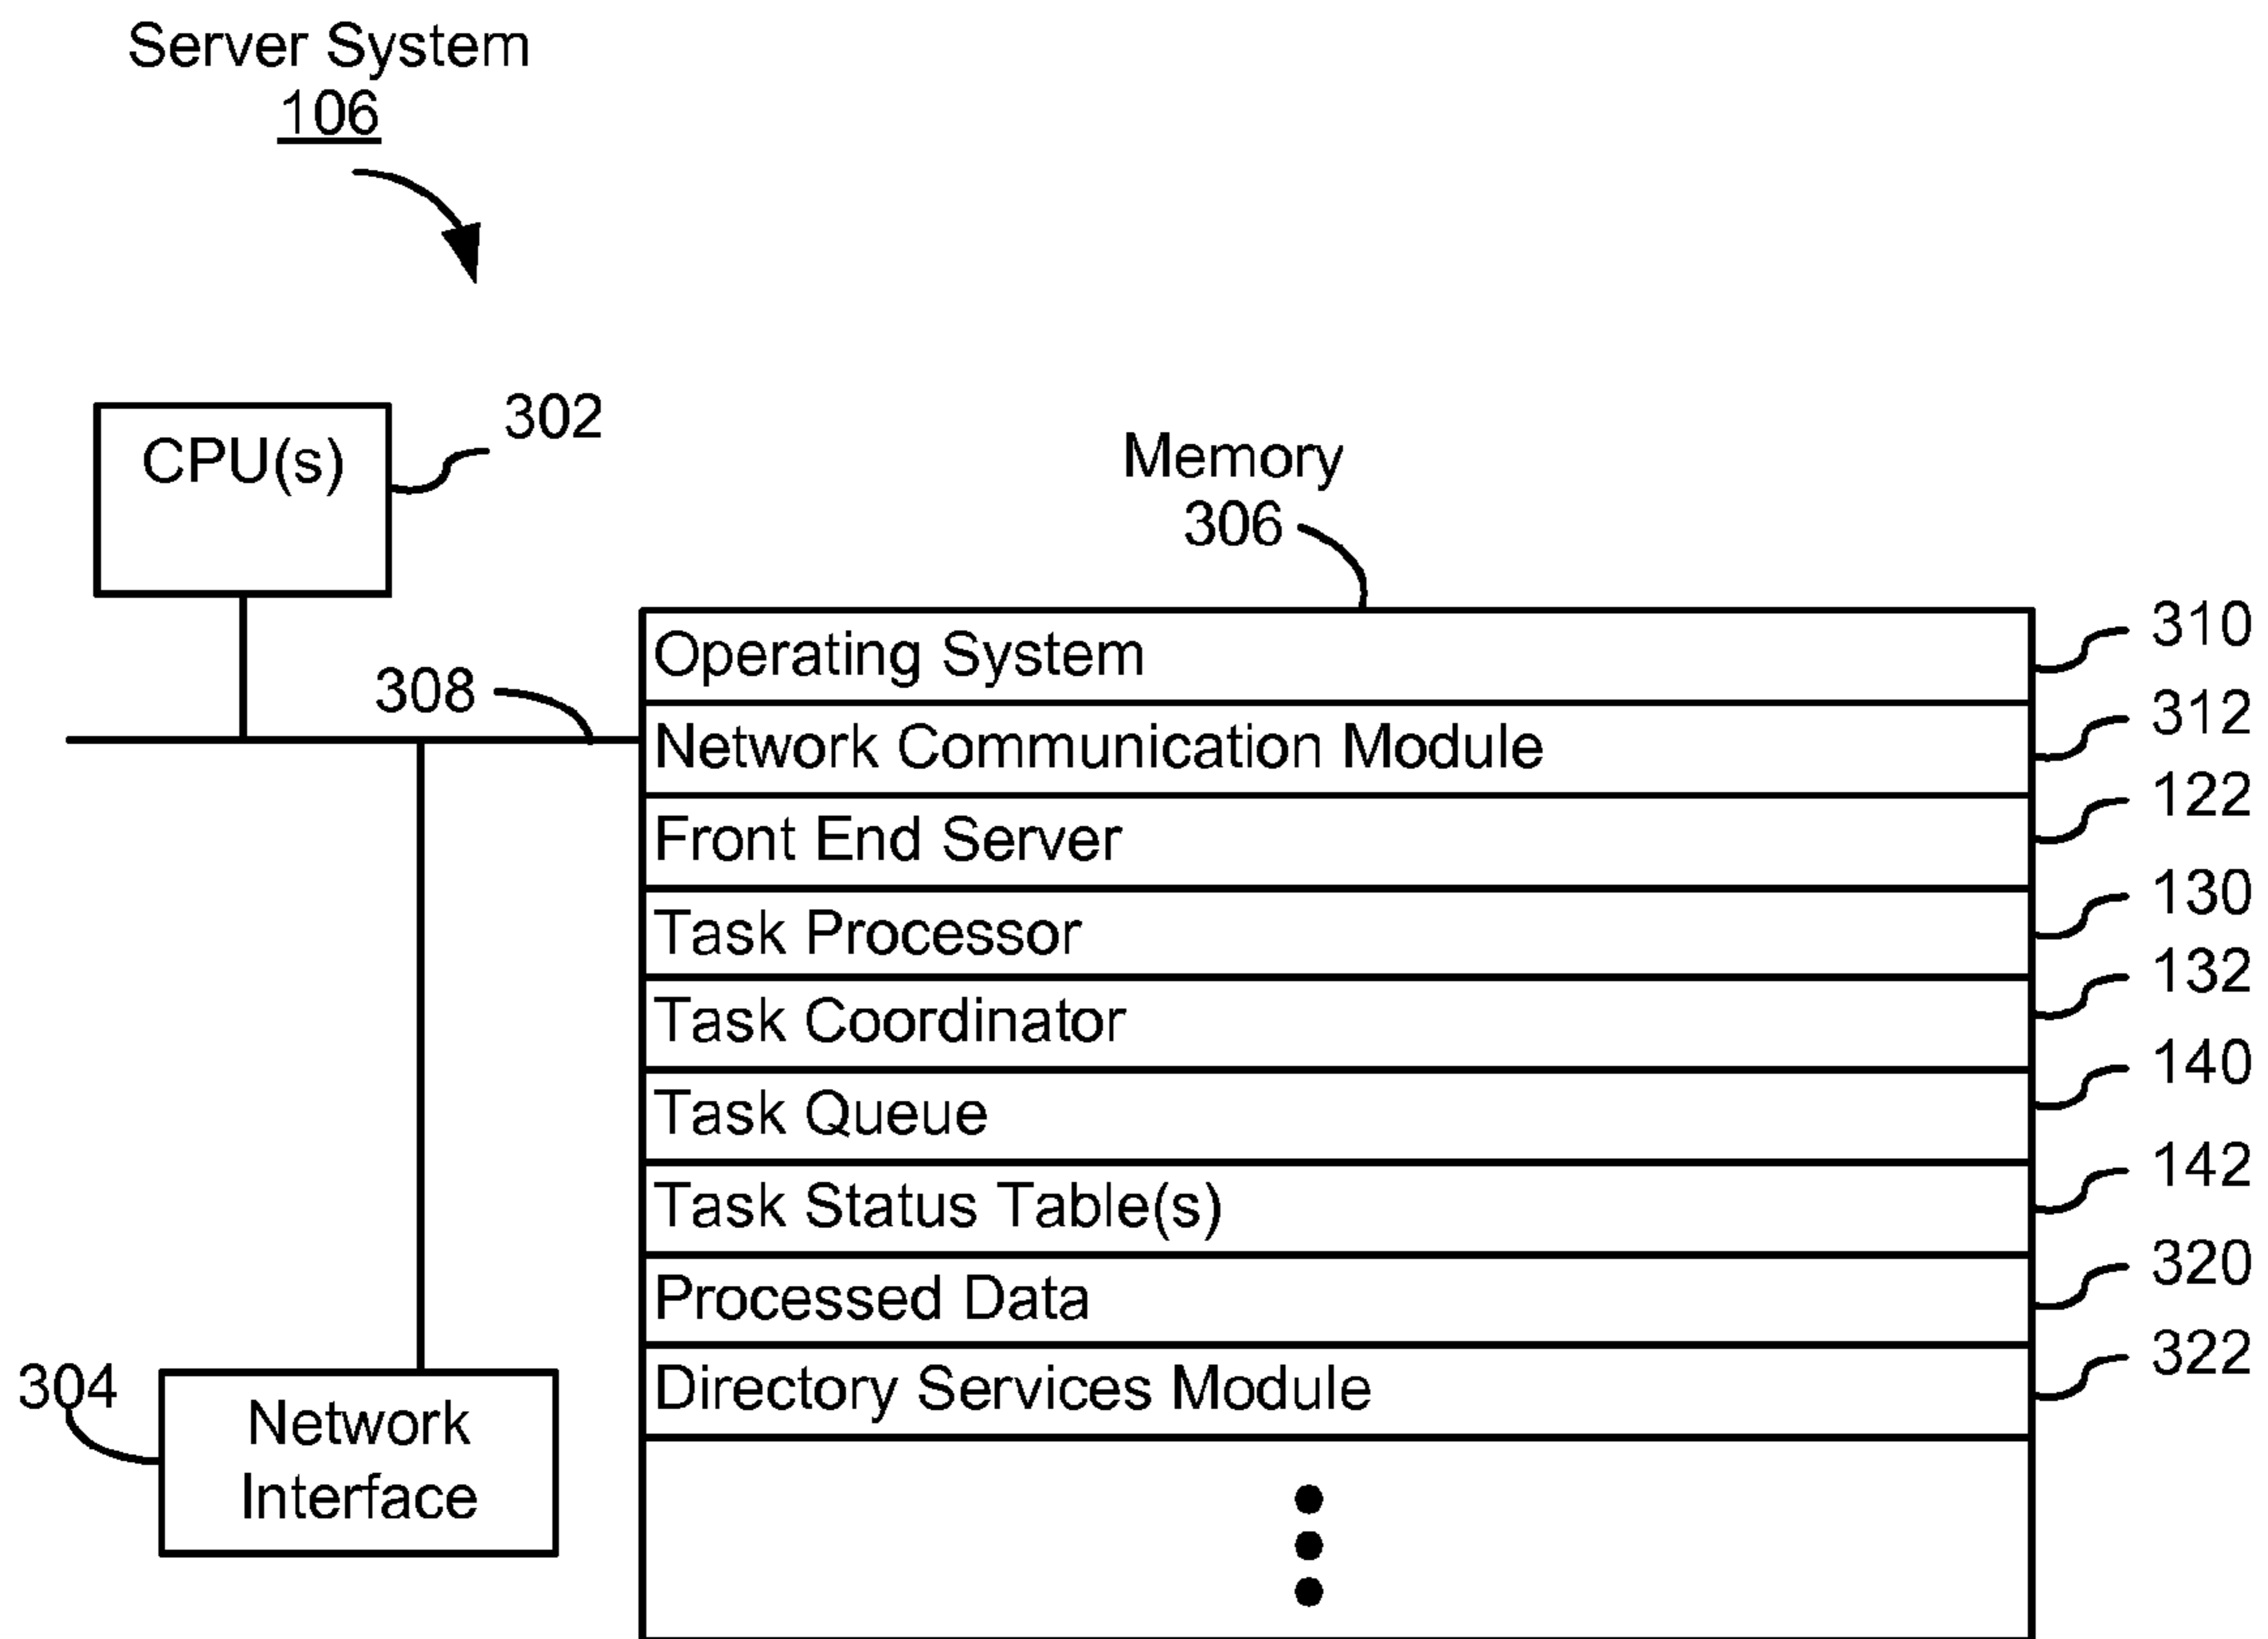 Server System
106
302
CPU(s)
Memory
306
308
Operating System
310
Network Communication Module
312
Front End Server
122
Task Processor
130
Task Coordinator
132
Task Queue
140
Task Status Table(s)
142
Processed Data
320
Directory Services Module
322
304
Network
Interface